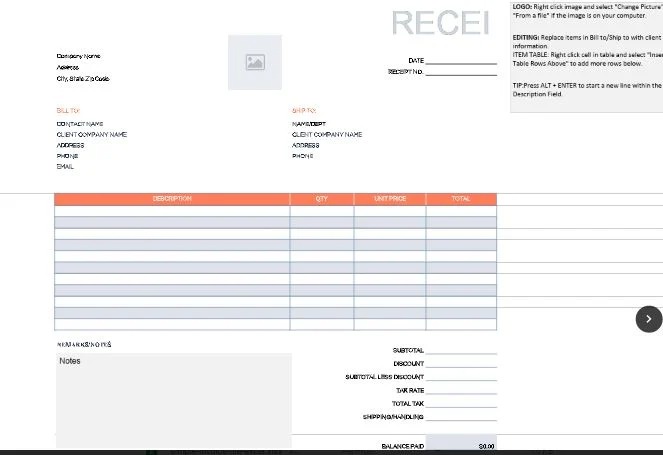 RECEI
LOGO: Right click image and select "Change Picture"
"From a file" if the image is on your computer.
EDITING: Replace items in Bill to/Ship to with client
information
ITEM TABLE: Right click cell in table and select "Inser
Table Rows Above" to add more rows below.
TIP:Press ALT + ENTER to start a new line within the
Description Field.
Company Name
Address
City, State Zip Code
DATE
RECEIPT NO.
BILL TO:
CONTACT NAME
CLIENT COMPANY NAME
ADDRESS
PHONE
EMAIL
SHIP TO:
NAME/DEPT
CLIENT COMPANY NAME
ADDRESS
PHONE
DESCRIPTION QTY UNIT PRICE TOTAL
REMARKS/NOTES
Notes
SUBTOTAL
DISCOUNT
SUBTOTAL LESS DISCOUNT
TAX RATE
TOTAL TAX
SHIPPING/HANDLING
BALANCE PAID $0.00